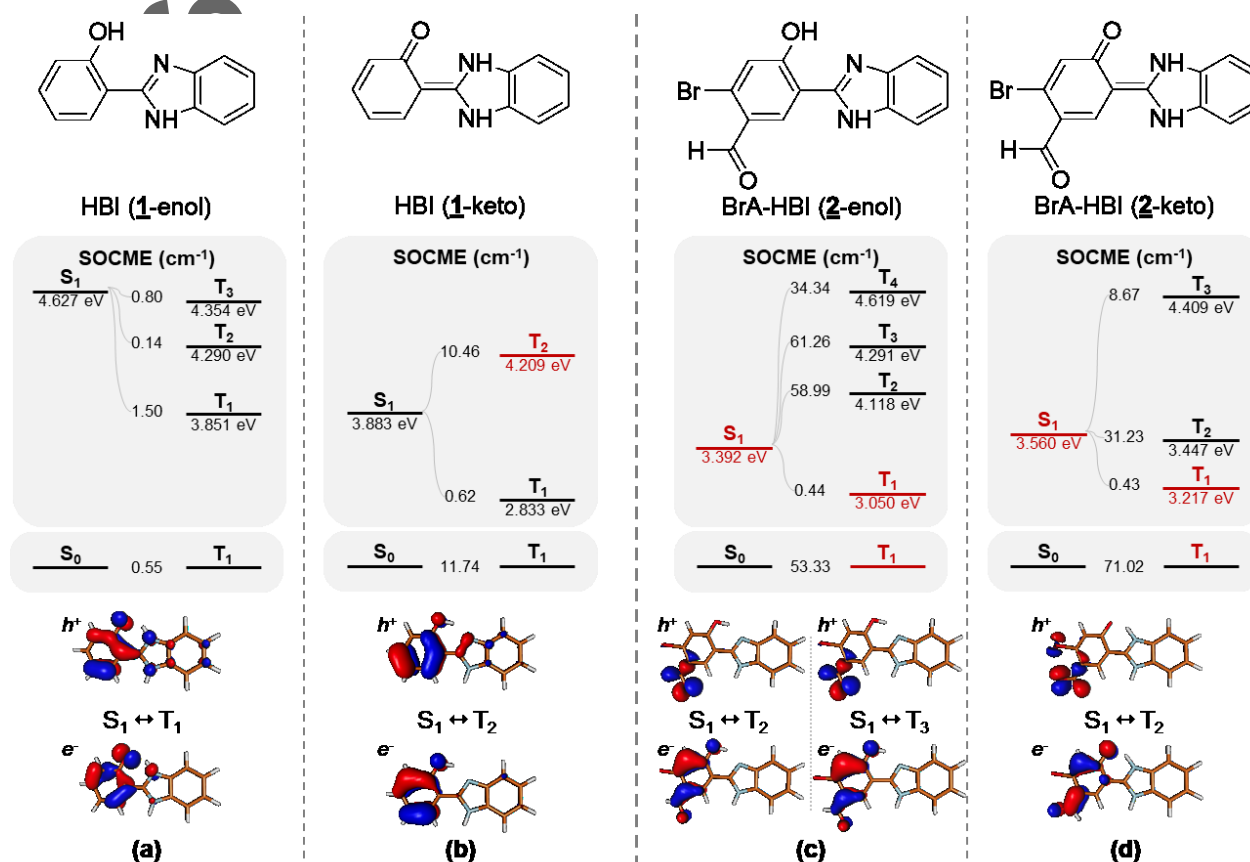 OH
N
NH
HBI (1-enol)
SOCME (cm-1)
S1
4.627 eV
0.80
T3
4.354 eV
0.14
T2
4.290 eV
1.50
T1
3.851 eV
S0
0.55
T1
h+
S1 ↔ T1
e-
(a)
O
NH
NH
HBI (1-keto)
SOCME (cm-1)
10.46
T2
4.209 eV
S1
3.883 eV
0.62
T1
2.833 eV
S0
11.74
T1
h+
S1 ↔ T2
e-
(b)
OH
Br
N
NH
H
O
BrA-HBI (2-enol)
SOCME (cm-1)
34.34
T4
4.619 eV
61.26
T3
4.291 eV
58.99
T2
4.118 eV
S1
3.392 eV
0.44
T1
3.050 eV
S0
53.33
T1
h+
h+
S1 ↔ T2
S1 ↔ T3
e-
e-
(c)
O
Br
NH
NH
H
O
BrA-HBI (2-keto)
SOCME (cm-1)
8.67
T3
4.409 eV
S1
3.560 eV
31.23
T2
3.447 eV
0.43
T1
3.217 eV
S0
71.02
T1
h+
S1 ↔ T2
e-
(d)